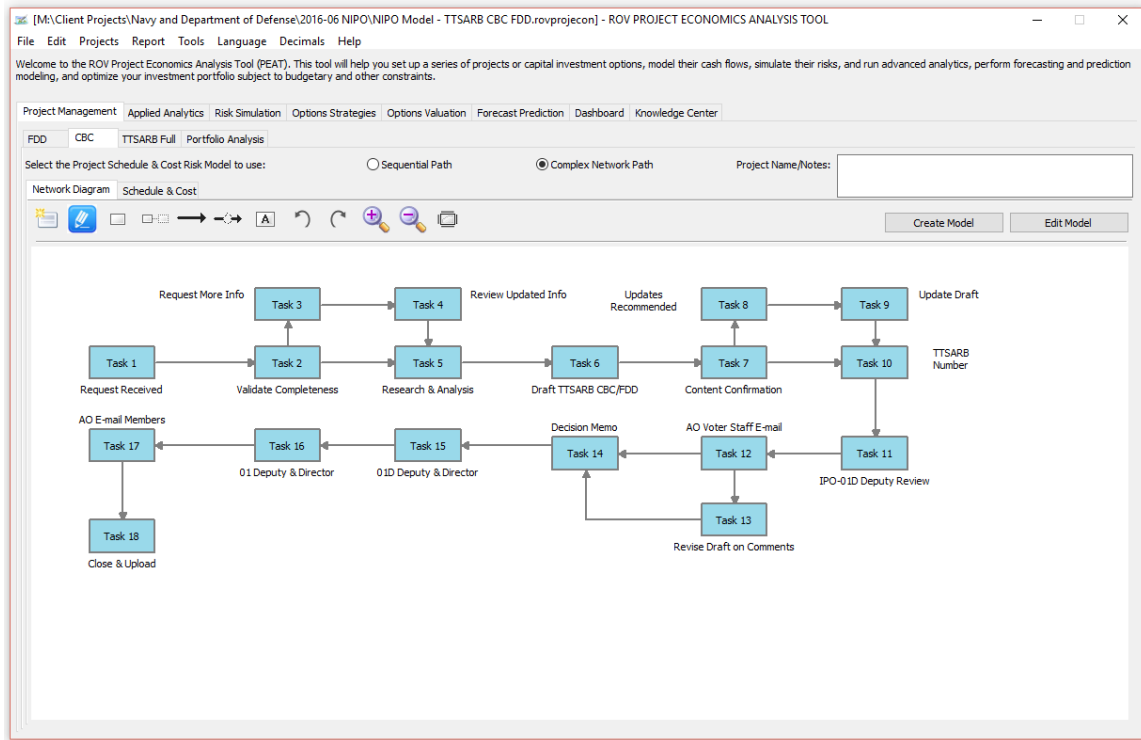 [M:\Client Projects\Navy and Department of Defense\2016-06 NIPO\NIPO Model - TTSARB CBC FDD.rovprojecon] - ROV PROJECT ECONOMICS ANALYSIS TOOL
File Edit Projects Report Tools Language Decimals Help
Welcome to the ROV Project Economics Analysis Tool (PEAT). This tool will help you set up a series of projects or capital investment options, model their cash flows, simulate their risks, and run advanced analytics, perform forecasting and prediction
modeling, and optimize your investment portfolio subject to budgetary and other constraints.
Project Management Applied Analytics Risk Simulation Options Strategies Options Valuation Forecast Prediction Dashboard Knowledge Center
FDD CBC TTSARB Full Portfolio Analysis
Select the Project Schedule & Cost Risk Model to use: Sequential Path Complex Network Path Project Name/Notes:
Network Diagram Schedule & Cost
A Create Model Edit Model
Request More Info Task 3 Task 4 Review Updated Info Updates
Recommended Task 8 Task 9 Update Draft
Task 1 Task 2 Task 5 Task 6 Task 7 Task 10 TTSARB
Number
Request Received Validate Completeness Research & Analysis Draft TTSARB CBC/FDD Content Confirmation
AO E-mail Members Decision Memo AO Voter Staff E-mail
Task 17 Task 16 Task 15 Task 14 Task 12 Task 11
01 Deputy & Director 01D Deputy & Director IPO-01D Deputy Review
Task 18 Task 13
Close & Upload Revise Draft on Comments